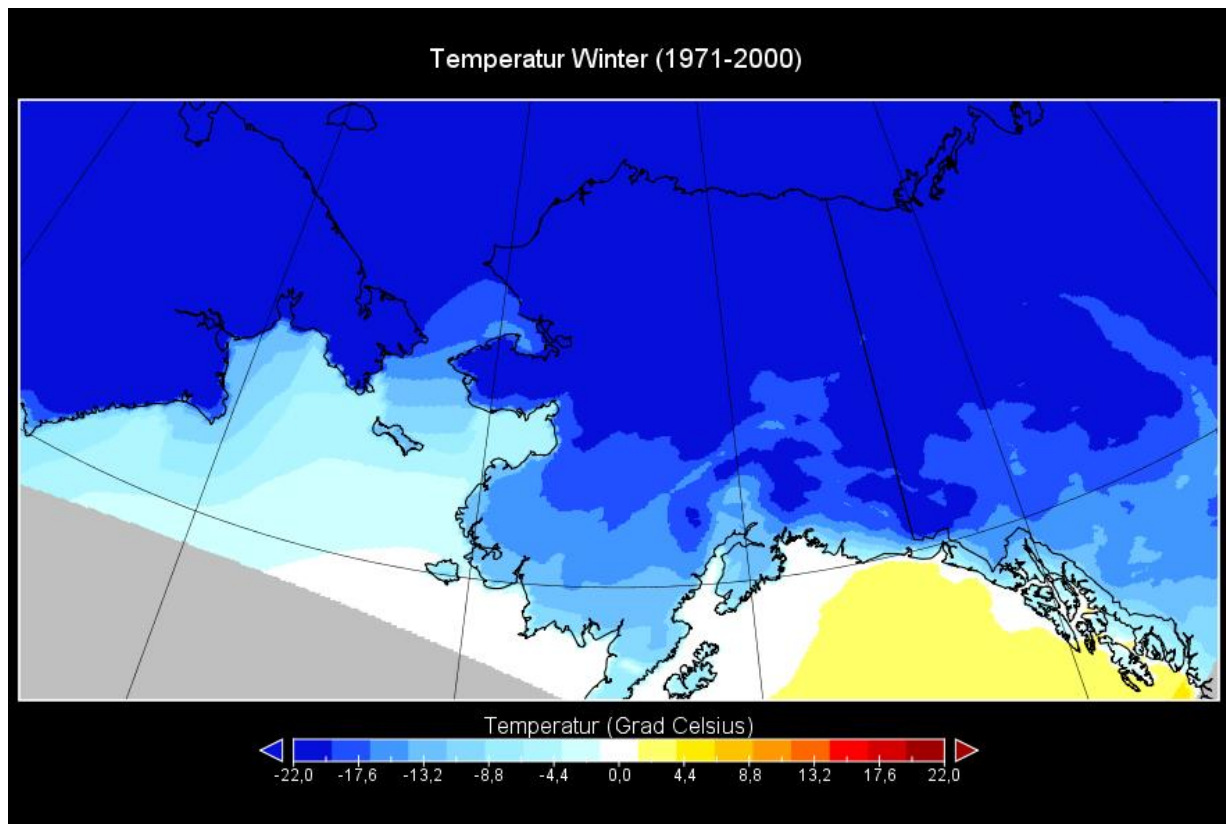 Temperatur Winter (1971-2000)
Temperatur (Grad Celsius)
-22,0 -17,6 -13,2 -8,8 -4,4 0,0 4,4 8,8 13,2 17,6 22,0